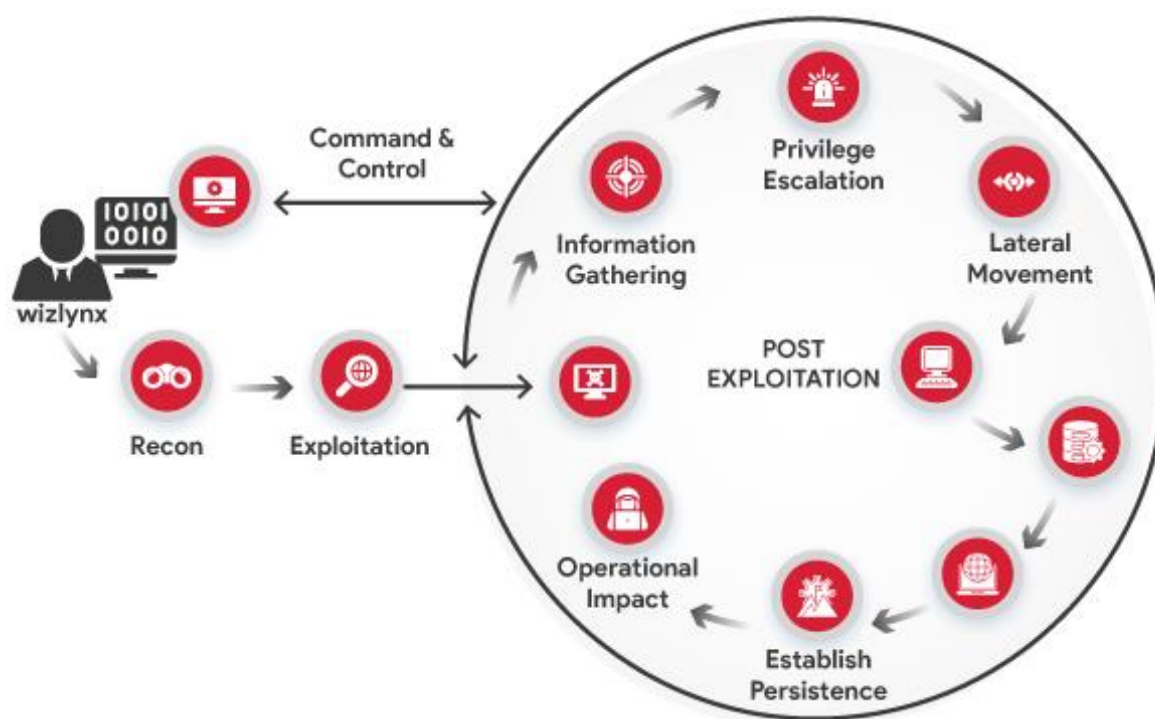 Command &
Control
10101
0010
wizlynx
Recon
Exploitation
Information
Gathering
Privilege
Escalation
Lateral
Movement
POST
EXPLOITATION
Operational
Impact
Establish
Persistence